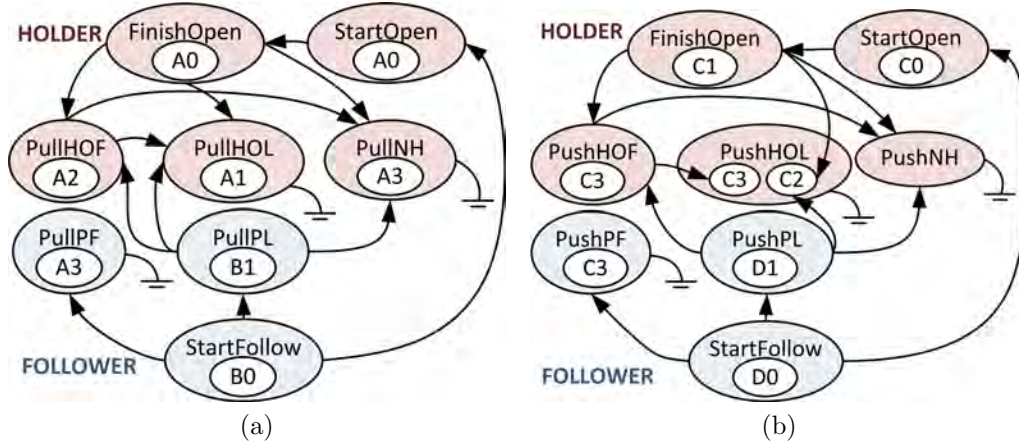 HOLDER
FinishOpen
A0
StartOpen
A0
PullHOF
A2
PullHOL
A1
PullNH
A3
PullPF
A3
PullPL
B1
FOLLOWER
StartFollow
B0
(a)
HOLDER
FinishOpen
C1
StartOpen
C0
PushHOF
C3
PushHOL
C3 C2
PushNH
PushPF
C3
PushPL
D1
FOLLOWER
StartFollow
D0
(b)